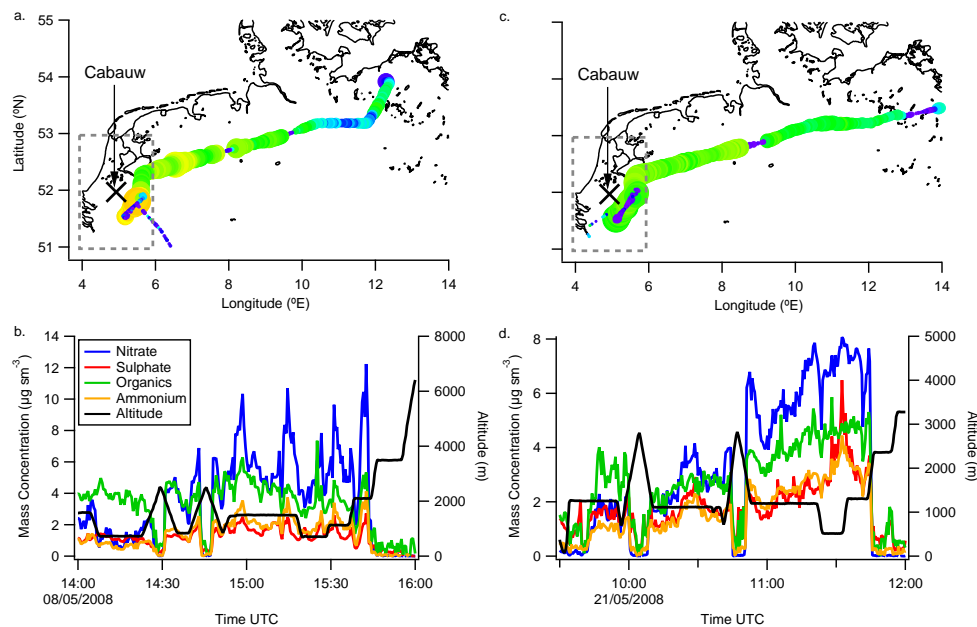 a.
c.
55
54
53
52
51
Latitude (ºN)
Cabauw
Cabauw
4 6 8 10 12 14
4 6 8 10 12 14
Longitude (ºE)
Longitude (ºE)
b.
d.
14
12
10
8
6
4
2
0
Mass Concentration (µg sm⁻³)
Nitrate
Sulphate
Organics
Ammonium
Altitude
8000
6000
4000
2000
0
Altitude (m)
8
6
4
2
0
Mass Concentration (µg sm⁻³)
5000
4000
3000
2000
1000
0
Altitude (m)
14:00 14:30 15:00 15:30 16:00
08/05/2008
Time UTC
10:00 11:00 12:00
21/05/2008
Time UTC